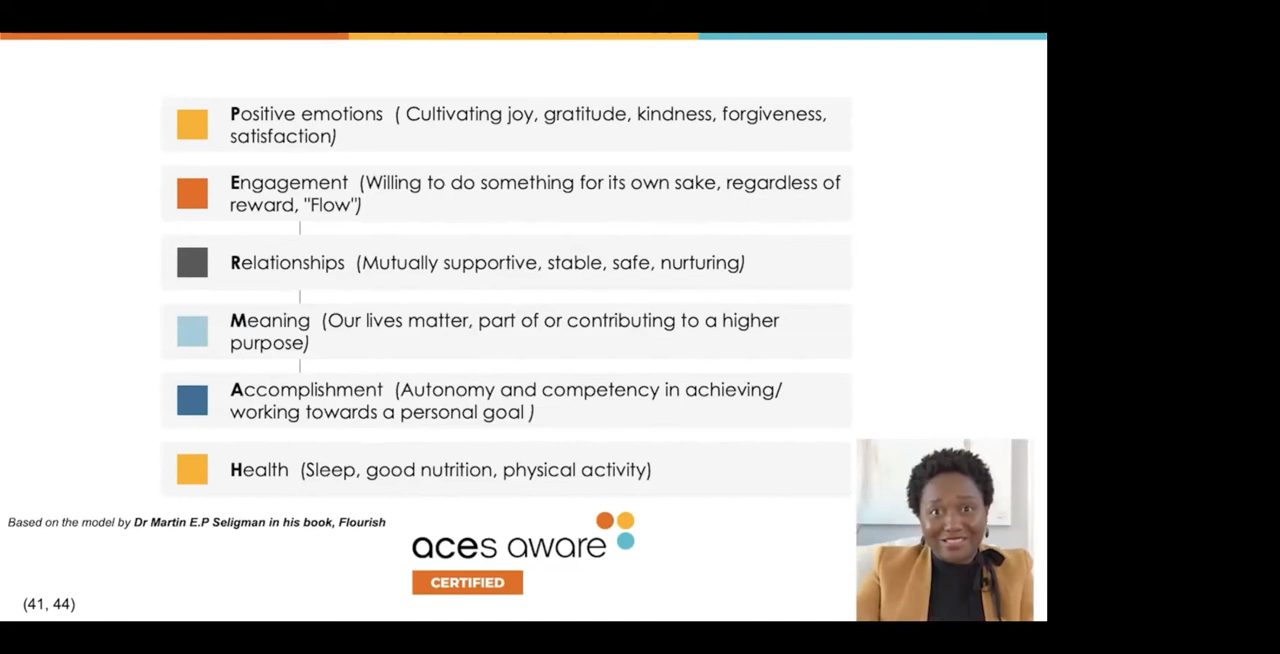 Positive emotions ( Cultivating joy, gratitude, kindness, forgiveness,
satisfaction)
Engagement (Willing to do something for its own sake, regardless of
reward, "Flow")
Relationships (Mutually supportive, stable, safe, nurturing)
Meaning (Our lives matter, part of or contributing to a higher
purpose)
Accomplishment (Autonomy and competency in achieving/
working towards a personal goal )
Health (Sleep, good nutrition, physical activity)
Based on the model by Dr Martin E.P Seligman in his book, Flourish
aces aware
CERTIFIED
(41, 44)